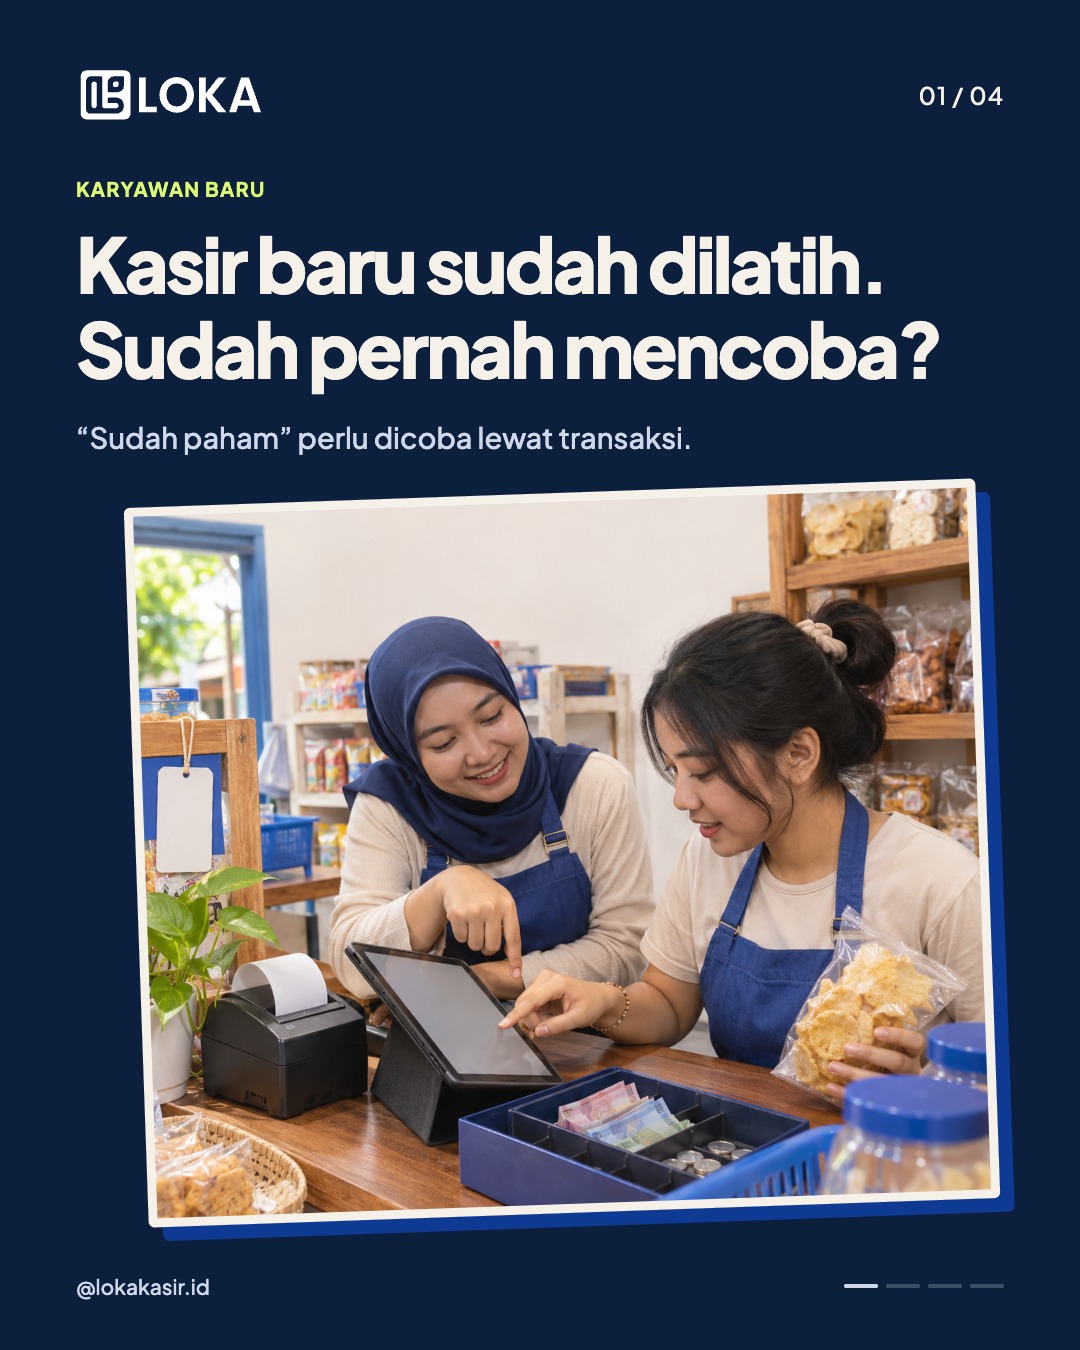 LOKA
01 / 04
KARYAWAN BARU
Kasir baru sudah dilatih.
Sudah pernah mencoba?
“Sudah paham” perlu dicoba lewat transaksi.
@lokakasir.id